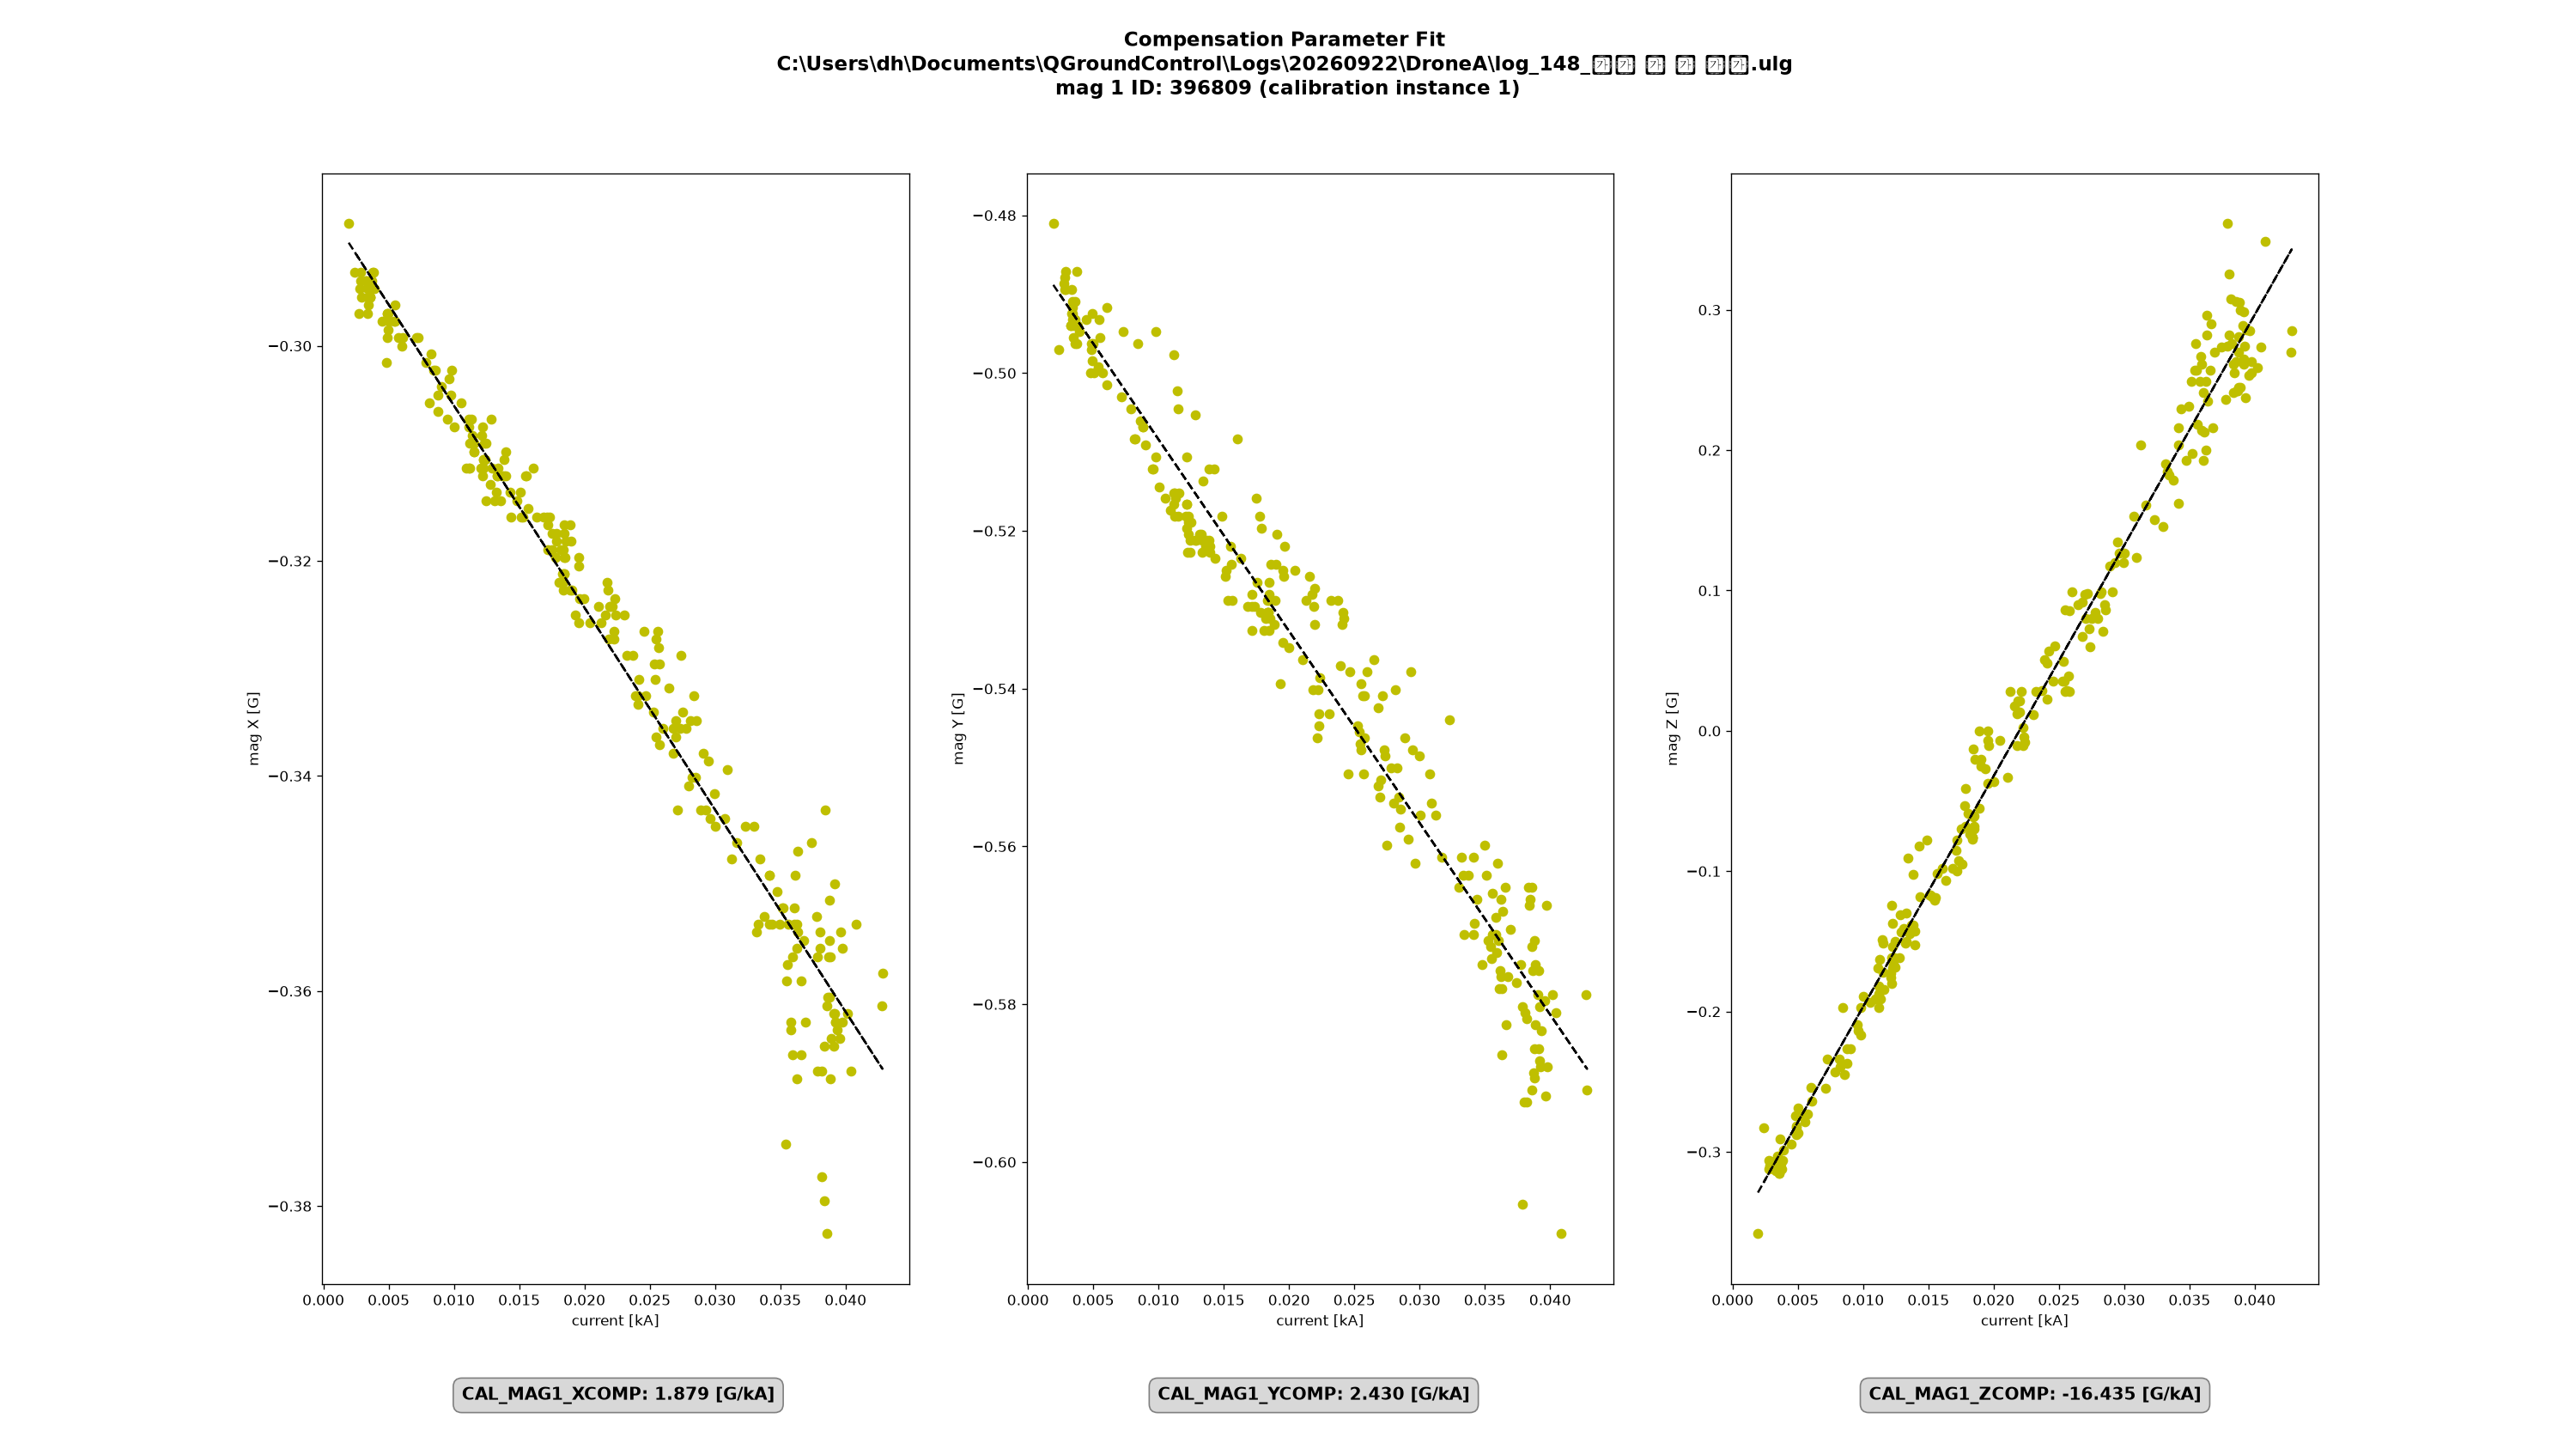 Compensation Parameter Fit
C:\Users\dh\Documents\QGroundControl\Logs\20260922\DroneA\log_148_ .ulg
mag 1 ID: 396809 (calibration instance 1)
mag X [G]
−0.30
−0.32
−0.34
−0.36
−0.38
0.000 0.005 0.010 0.015 0.020 0.025 0.030 0.035 0.040
current [kA]
CAL_MAG1_XCOMP: 1.879 [G/kA]
mag Y [G]
−0.48
−0.50
−0.52
−0.54
−0.56
−0.58
−0.60
0.000 0.005 0.010 0.015 0.020 0.025 0.030 0.035 0.040
current [kA]
CAL_MAG1_YCOMP: 2.430 [G/kA]
mag Z [G]
0.3
0.2
0.1
0.0
−0.1
−0.2
−0.3
0.000 0.005 0.010 0.015 0.020 0.025 0.030 0.035 0.040
current [kA]
CAL_MAG1_ZCOMP: -16.435 [G/kA]